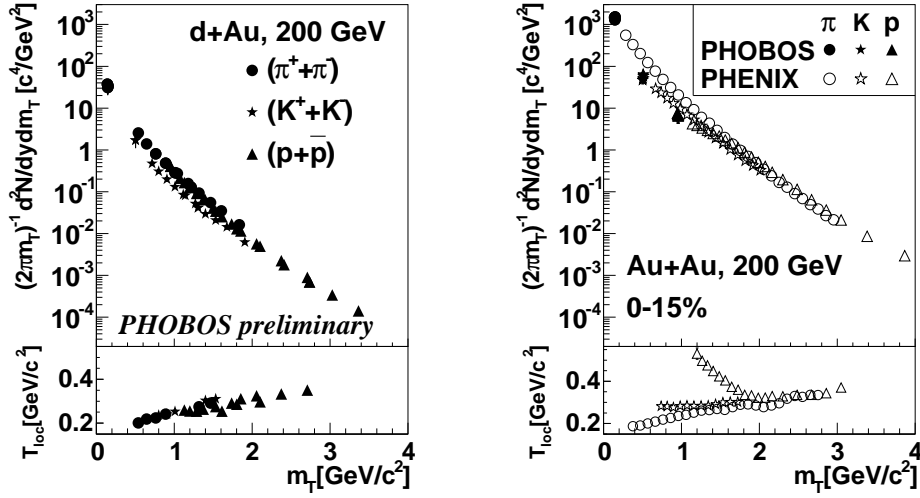 d+Au, 200 GeV
(π⁺+π⁻)
(K⁺+K⁻)
(p+p̅)
PHOBOS preliminary
(2πm_T)⁻¹ d²N/dydm_T [c⁴/GeV²]
10³
10²
10
1
10⁻¹
10⁻²
10⁻³
10⁻⁴
T_loc[GeV/c²]
0.4
0.2
0 1 2 3 4
m_T[GeV/c²]
π K p
PHOBOS
PHENIX
Au+Au, 200 GeV
0-15%
(2πm_T)⁻¹ d²N/dydm_T [c⁴/GeV²]
10³
10²
10
1
10⁻¹
10⁻²
10⁻³
10⁻⁴
T_loc[GeV/c²]
0.4
0.2
0 1 2 3 4
m_T[GeV/c²]